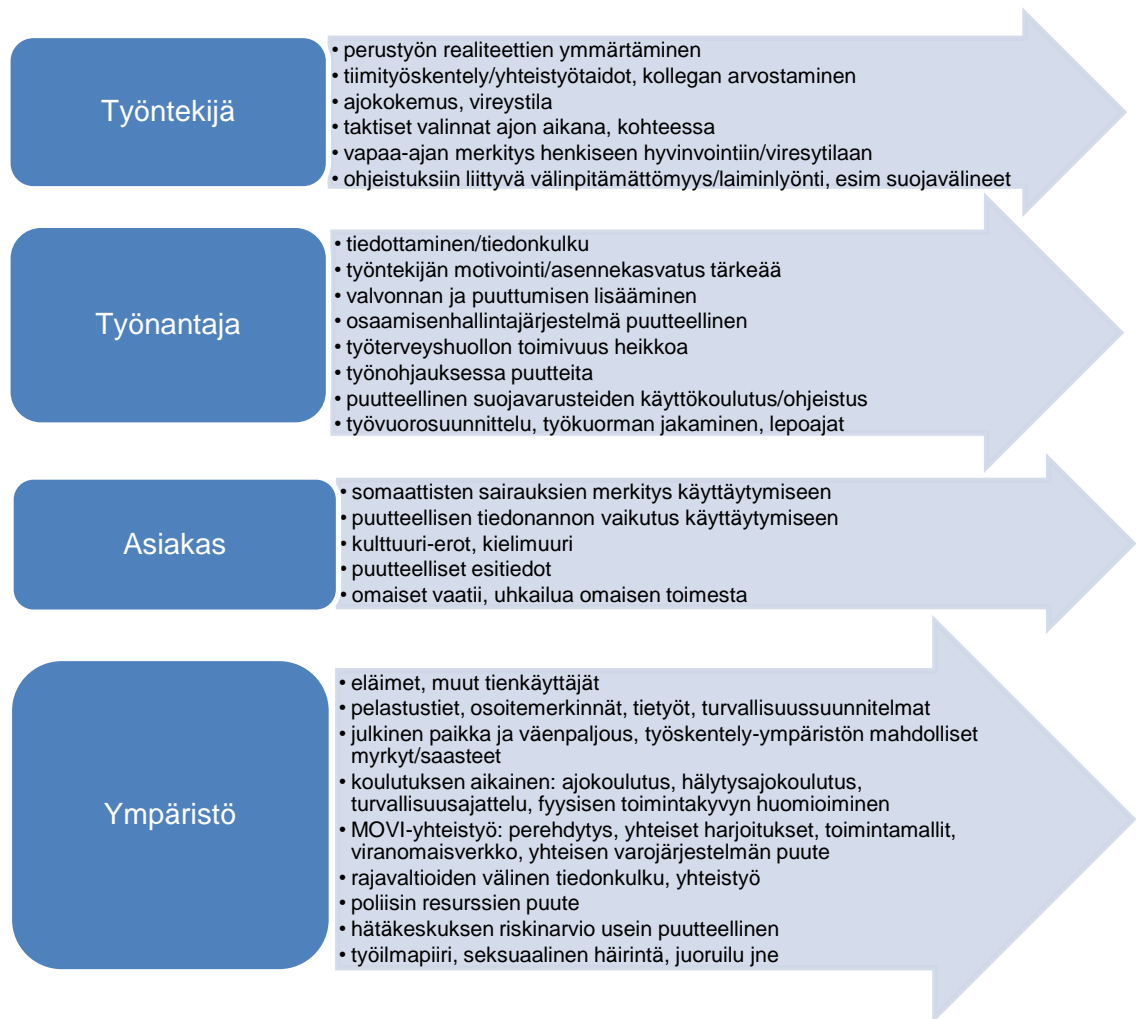 Työntekijä
• perustyön realiteettien ymmärtäminen
• tiimityöskentely/yhteistyötaidot, kollegan arvostaminen
• ajokokemus, vireystila
• taktiset valinnat ajon aikana, kohteessa
• vapaa-ajan merkitys henkiseen hyvinvointiin/viresytilaan
• ohjeistuksiin liittyvä välinpitämättömyys/laiminlyönti, esim suojavälineet
Työnantaja
• tiedottaminen/tiedonkulku
• työntekijän motivointi/asennekasvatus tärkeää
• valvonnan ja puuttumisen lisääminen
• osaamisenhallintajärjestelmä puutteellinen
• työterveyshuollon toimivuus heikkoa
• työnohjauksessa puutteita
• puutteellinen suojavarusteiden käyttökoulutus/ohjeistus
• työvuorosuunnittelu, työkuorman jakaminen, lepoajat
Asiakas
• somaattisten sairauksien merkitys käyttäytymiseen
• puutteellisen tiedonannon vaikutus käyttäytymiseen
• kulttuuri-erot, kielimuuri
• puutteelliset esitiedot
• omaiset vaatii, uhkailua omaisen toimesta
Ympäristö
• eläimet, muut tienkäyttäjät
• pelastustiet, osoitemerkinnät, tietyöt, turvallisuussuunnitelmat
• julkinen paikka ja väenpaljous, työskentely-ympäristön mahdolliset
myrkyt/saasteet
• koulutuksen aikainen: ajokoulutus, hälytysajokoulutus,
turvallisuusajattelu, fyysisen toimintakyvyn huomioiminen
• MOVI-yhteistyö: perehdytys, yhteiset harjoitukset, toimintamallit,
viranomaisverkko, yhteisen varojärjestelmän puute
• rajavaltioiden välinen tiedonkulku, yhteistyö
• poliisin resurssien puute
• hätäkeskuksen riskinarvio usein puutteellinen
• työilmapiiri, seksuaalinen häirintä, juoruilu jne